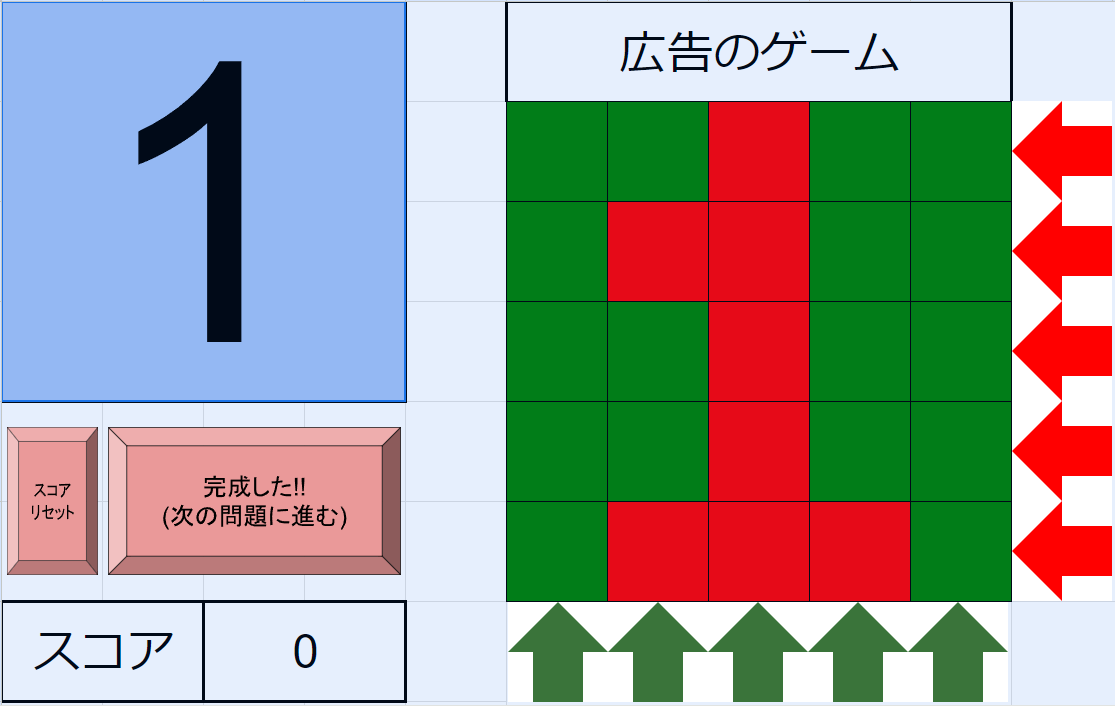 1
広告のゲーム
スコア
リセット
完成した!!
(次の問題に進む)
スコア
0